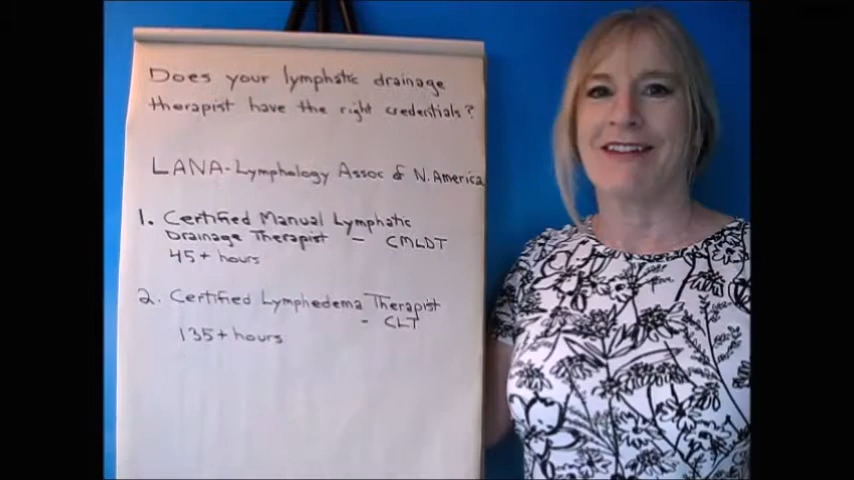 Does your lymphatic drainage
therapist have the right credentials?
LANA-Lymphology Assoc of N. America
1. Certified Manual Lymphatic
Drainage Therapist - CMLDT
45+ hours
2. Certified Lymphedema Therapist
- CLT
135+ hours